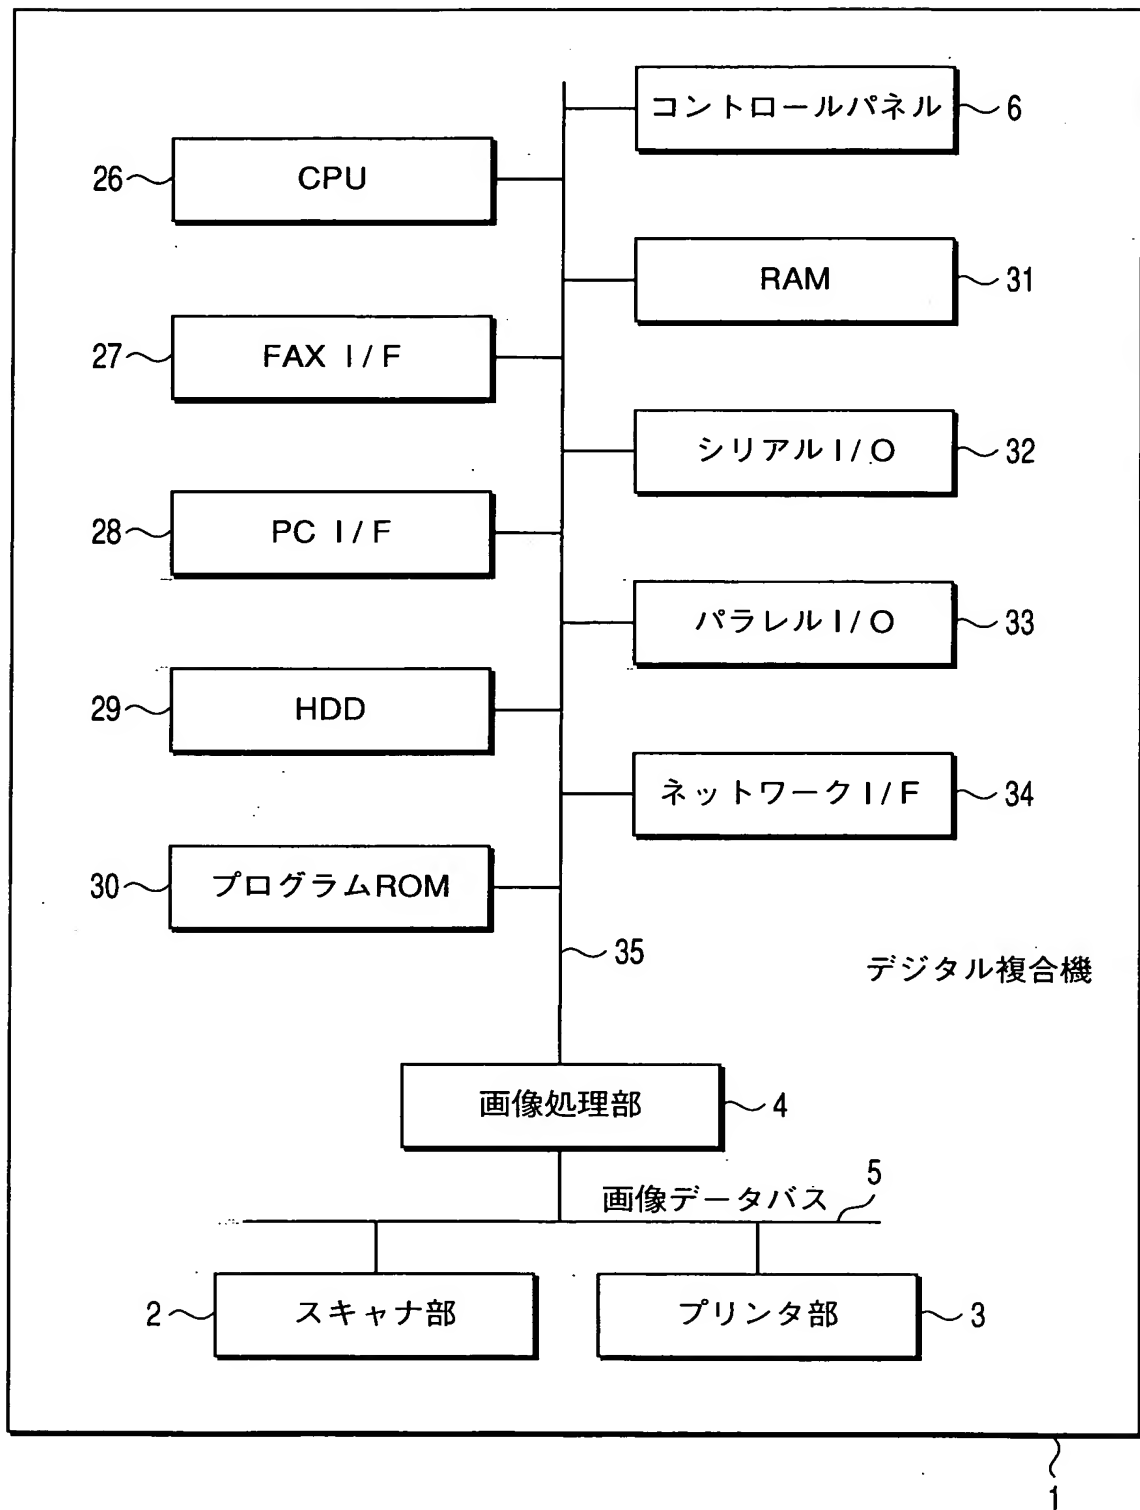 コントロールパネル 6
26 CPU
RAM 31
27 FAX I/F
シリアルI/O 32
28 PC I/F
パラレルI/O 33
29 HDD
ネットワークI/F 34
30 プログラムROM
35
デジタル複合機
画像処理部 4
画像データバス 5
2 スキャナ部
プリンタ部 3
1